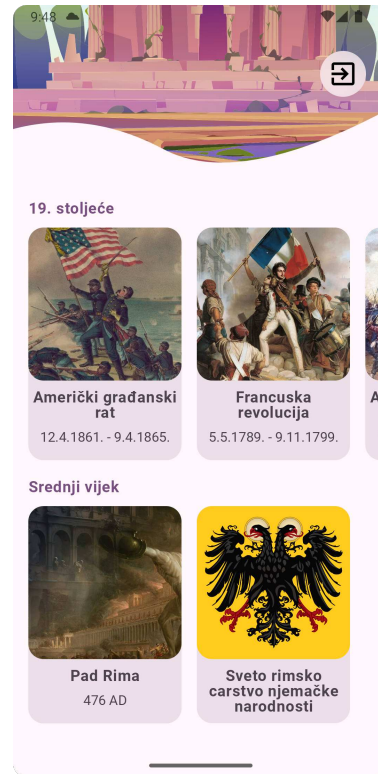 9:48
19. stoljeće
Američki građanski
rat
12.4.1861. - 9.4.1865.
Francuska
revolucija
5.5.1789. - 9.11.1799.
A
Srednji vijek
Pad Rima
476 AD
Sveto rimsko
carstvo njemačke
narodnosti